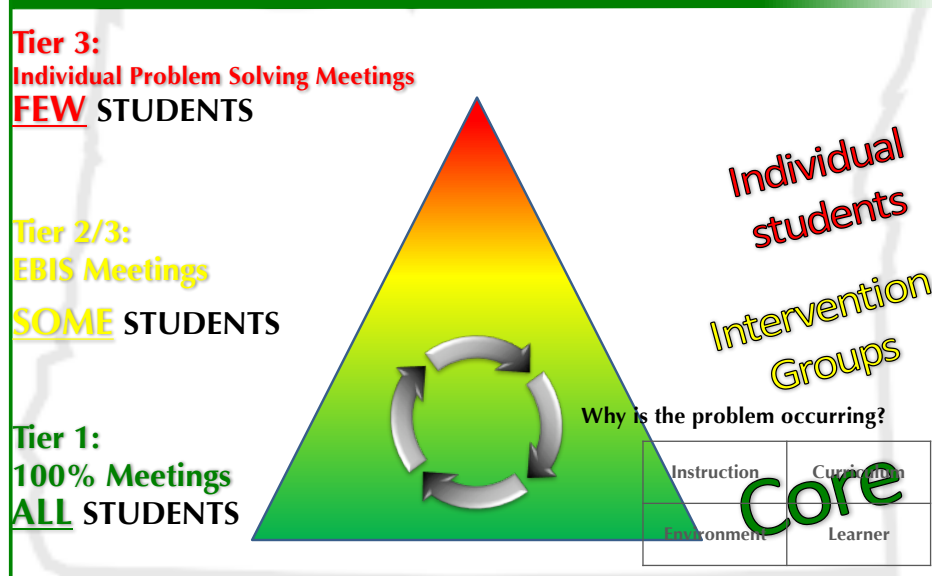 Tier 3:
Individual Problem Solving Meetings
FEW STUDENTS
Individual
students
Tier 2/3:
EBIS Meetings
SOME STUDENTS
Intervention
Groups
Why is the problem occurring?
Tier 1:
100% Meetings
ALL STUDENTS
Instruction Curriculum
Core
Environment Learner